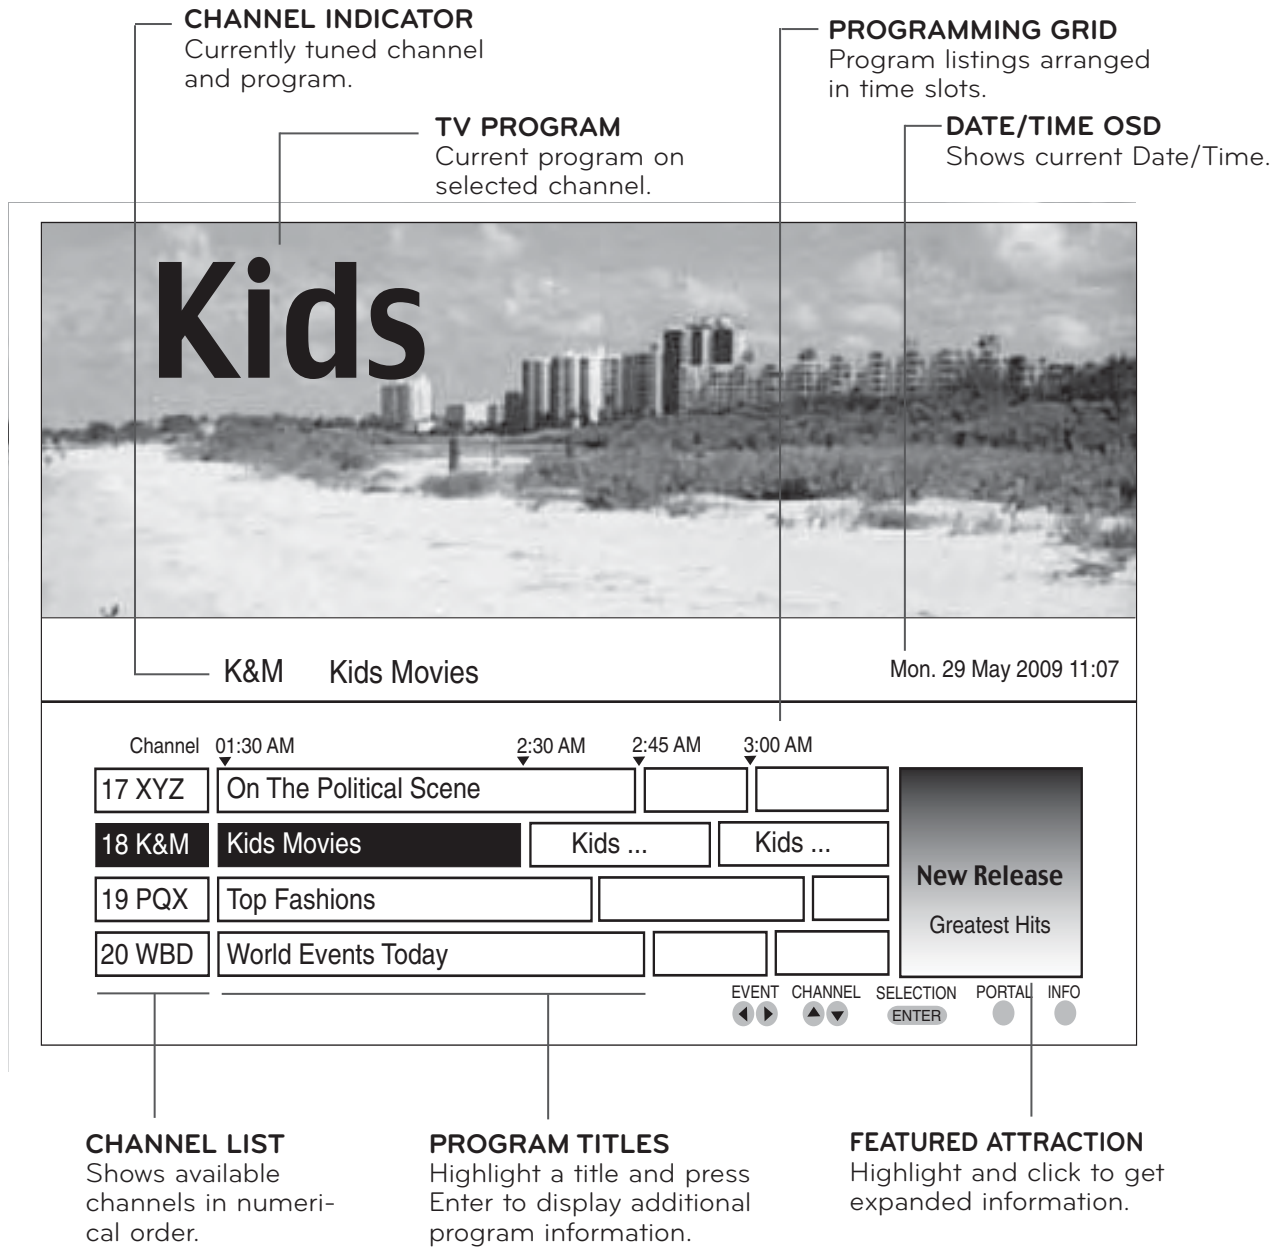 CHANNEL INDICATOR
Currently tuned channel
and program.
PROGRAMMING GRID
Program listings arranged
in time slots.
TV PROGRAM
Current program on
selected channel.
DATE/TIME OSD
Shows current Date/Time.
Kids
K&M Kids Movies Mon. 29 May 2009 11:07
Channel 01:30 AM 2:30 AM 2:45 AM 3:00 AM
17 XYZ On The Political Scene
18 K&M Kids Movies Kids ... Kids ...
19 PQX Top Fashions
20 WBD World Events Today
New Release
Greatest Hits
EVENT CHANNEL SELECTION PORTAL INFO
ENTER
CHANNEL LIST
Shows available
channels in numeri-
cal order.
PROGRAM TITLES
Highlight a title and press
Enter to display additional
program information.
FEATURED ATTRACTION
Highlight and click to get
expanded information.